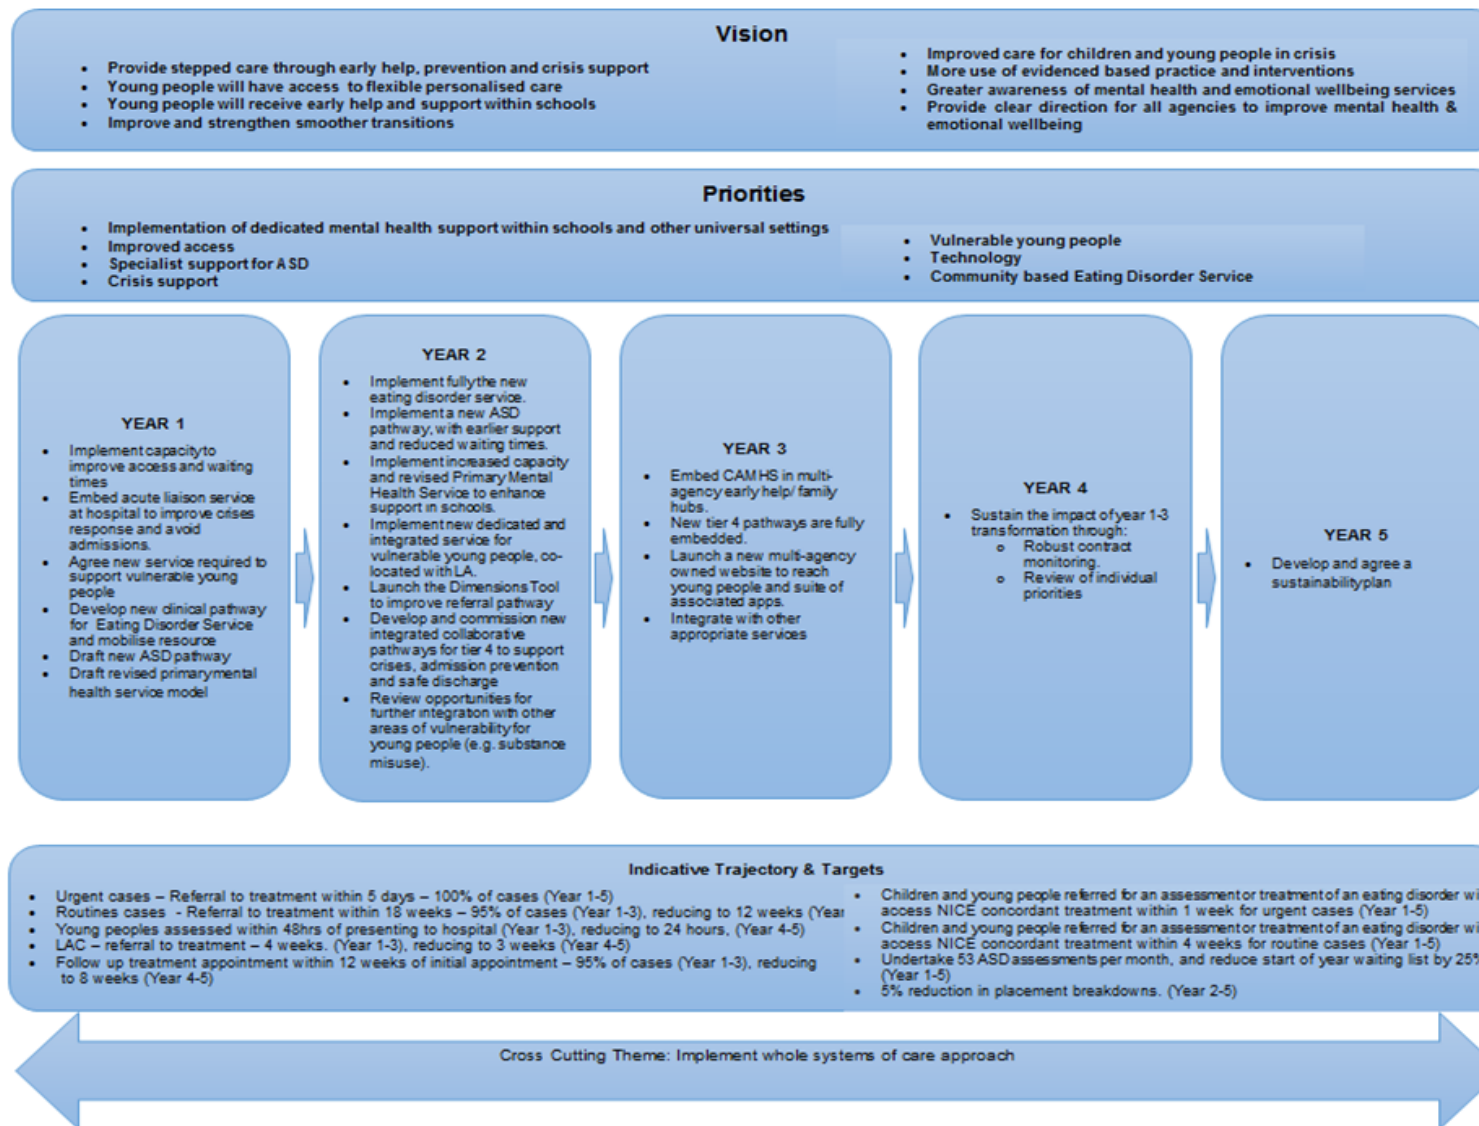 Vision
• Provide stepped care through early help, prevention and crisis support
• Young people will have access to flexible personalised care
• Young people will receive early help and support within schools
• Improve and strengthen smoother transitions
• Improved care for children and young people in crisis
• More use of evidenced based practice and interventions
• Greater awareness of mental health and emotional wellbeing services
• Provide clear direction for all agencies to improve mental health &
emotional wellbeing
Priorities
• Implementation of dedicated mental health support within schools and other universal settings
• Improved access
• Specialist support for ASD
• Crisis support
• Vulnerable young people
• Technology
• Community based Eating Disorder Service
YEAR 1
• Implement capacity to
improve access and waiting
times
• Embed acute liaison service
at hospital to improve crises
response and avoid
admissions.
• Agree new service required to
support vulnerable young
people
• Develop new clinical pathway
for Eating Disorder Service
and mobilise resource
• Draft new ASD pathway
• Draft revised primary mental
health service model
YEAR 2
• Implement fully the new
eating disorder service.
• Implement a new ASD
pathway, with earlier support
and reduced waiting times.
• Implement increased capacity
and revised Primary Mental
Health Service to enhance
support in schools.
• Implement new dedicated and
integrated service for
vulnerable young people, co-
located with LA.
• Launch the Dimensions Tool
to improve referral pathway
• Develop and commission new
integrated collaborative
pathways for tier 4 to support
crises, admission prevention
and safe discharge
• Review opportunities for
further integration with other
areas of vulnerability for
young people (e.g. substance
misuse).
YEAR 3
• Embed CAMHS in multi-
agency early help/ family
hubs.
• New tier 4 pathways are fully
embedded.
• Launch a new multi-agency
owned website to reach
young people and suite of
associated apps.
• Integrate with other
appropriate services
YEAR 4
• Sustain the impact of year 1-3
transformation through:
o Robust contract
monitoring.
o Review of individual
priorities
YEAR 5
• Develop and agree a
sustainability plan
Indicative Trajectory & Targets
• Urgent cases – Referral to treatment within 5 days – 100% of cases (Year 1-5)
• Routines cases - Referral to treatment within 18 weeks – 95% of cases (Year 1-3), reducing to 12 weeks (Year
• Young peoples assessed within 48hrs of presenting to hospital (Year 1-3), reducing to 24 hours, (Year 4-5)
• LAC – referral to treatment – 4 weeks. (Year 1-3), reducing to 3 weeks (Year 4-5)
• Follow up treatment appointment within 12 weeks of initial appointment – 95% of cases (Year 1-3), reducing
to 8 weeks (Year 4-5)
• Children and young people referred for an assessment or treatment of an eating disorder
access NICE concordant treatment within 1 week for urgent cases (Year 1-5)
• Children and young people referred for an assessment or treatment of an eating disorder
access NICE concordant treatment within 4 weeks for routine cases (Year 1-5)
• Undertake 53 ASD assessments per month, and reduce start of year waiting list by 25%
(Year 1-5)
• 5% reduction in placement breakdowns. (Year 2-5)
Cross Cutting Theme: Implement whole systems of care approach